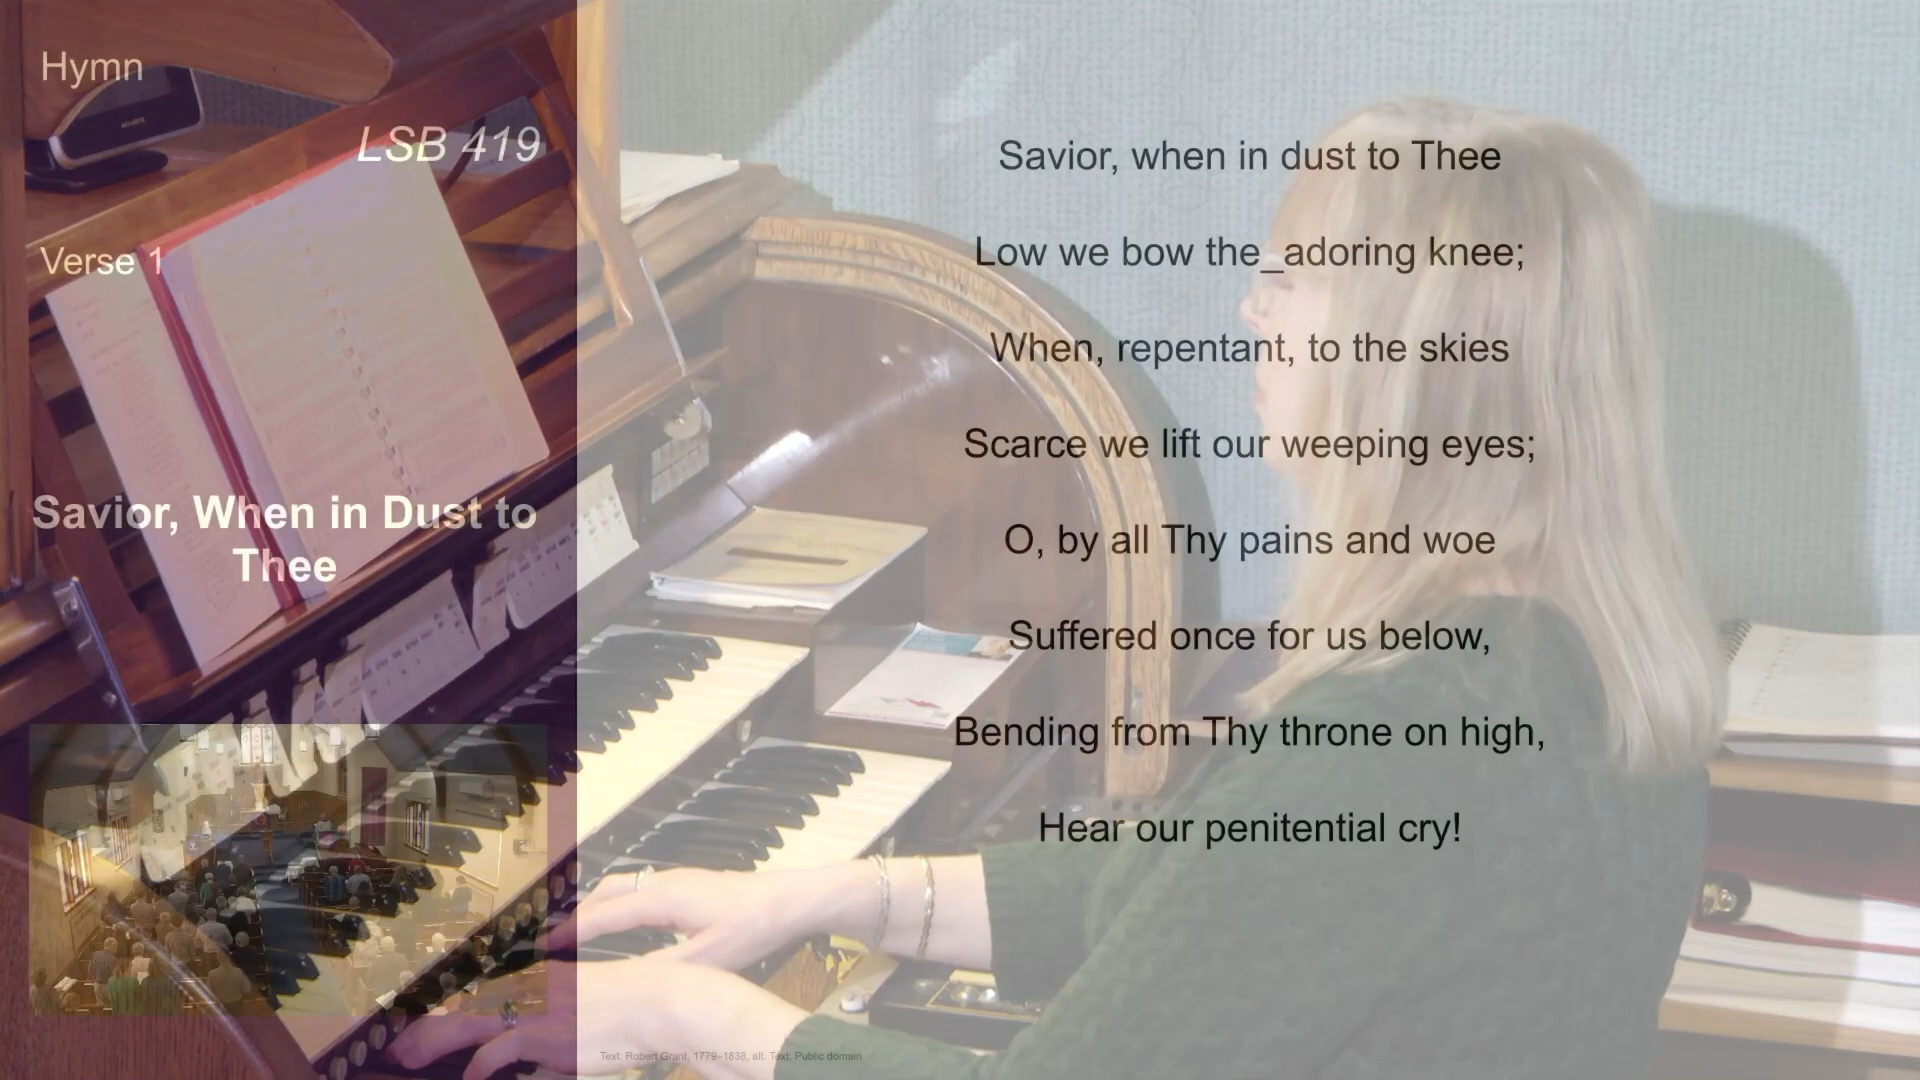 Hymn
LSB 419
Verse 1
Savior, When in Dust to
Thee
Savior, when in dust to Thee
Low we bow the_adoring knee;
When, repentant, to the skies
Scarce we lift our weeping eyes;
O, by all Thy pains and woe
Suffered once for us below,
Bending from Thy throne on high,
Hear our penitential cry!
Text: Robert Grant, 1779–1838, alt. Text: Public domain